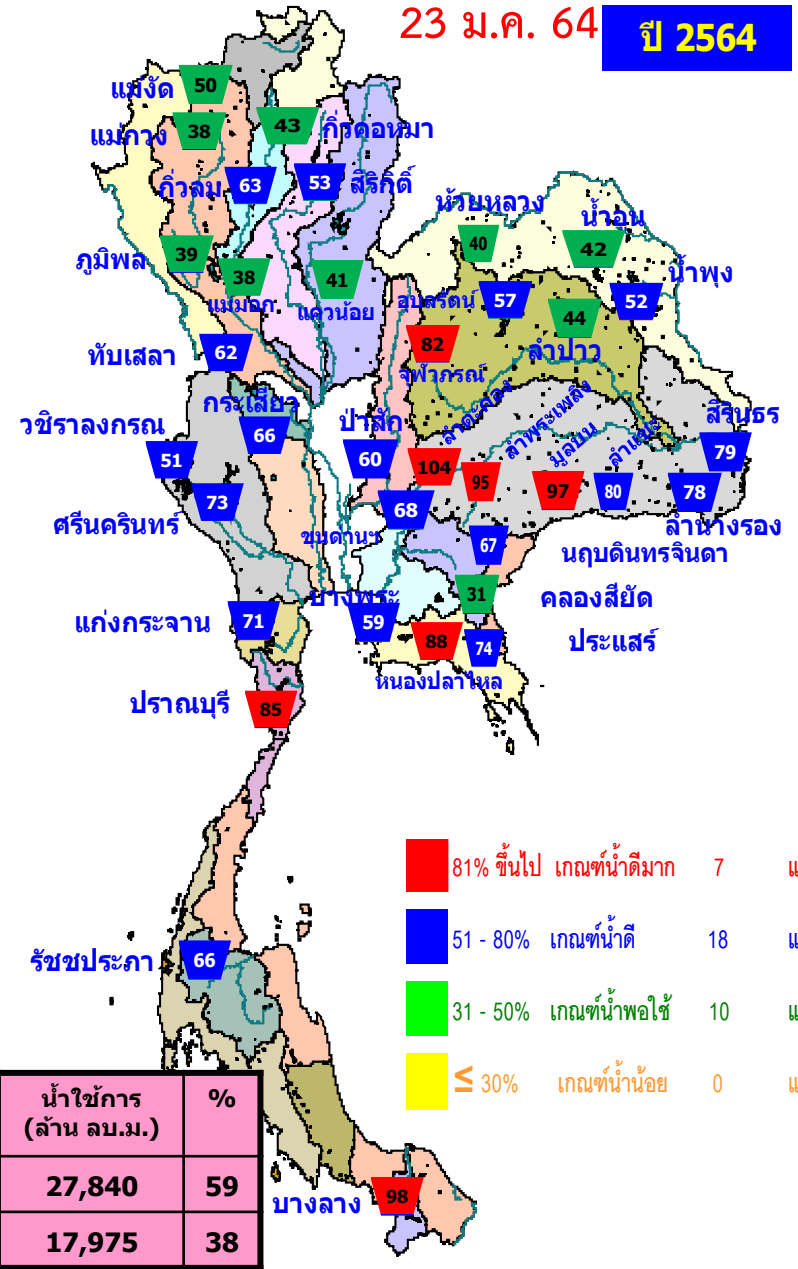 23 ม.ค. 64
ปี 2564
แม่งัด
50
แม่กวง
38
43
กิ่วคอหมา
กิ่วลม
63
53
สิริกิติ์
ภูมิพล
39
38
แม่มอก
41
แควน้อย
ห้วยหลวง
40
น้ำอูน
42
น้ำพุง
52
อุบลรัตน์
57
44
ลำปาว
82
จุฬาภรณ์
ทับเสลา
62
กระเสียว
66
ป่าสัก
60
ลำตะคอง
104
ลำพระเพลิง
95
มูลบน
97
ลำแชะ
80
สิรินธร
79
78
ลำนางรอง
วชิราลงกรณ
51
73
ศรีนครินทร์
68
ขุนด่านฯ
67
นฤบดินทรจินดา
31
คลองสียัด
บางพระ
59
88
74
ประแสร์
หนองปลาไหล
แก่งกระจาน
71
ปราณบุรี
85
81% ขึ้นไป เกณฑ์น้ำดีมาก 7 แ
51 - 80% เกณฑ์น้ำดี 18 แ
31 - 50% เกณฑ์น้ำพอใช้ 10 แ
≤ 30% เกณฑ์น้ำน้อย 0 แ
รัชชประภา
66
น้ำใช้การ %
(ล้าน ลบ.ม.)
27,840 59
17,975 38
บางลาง
98